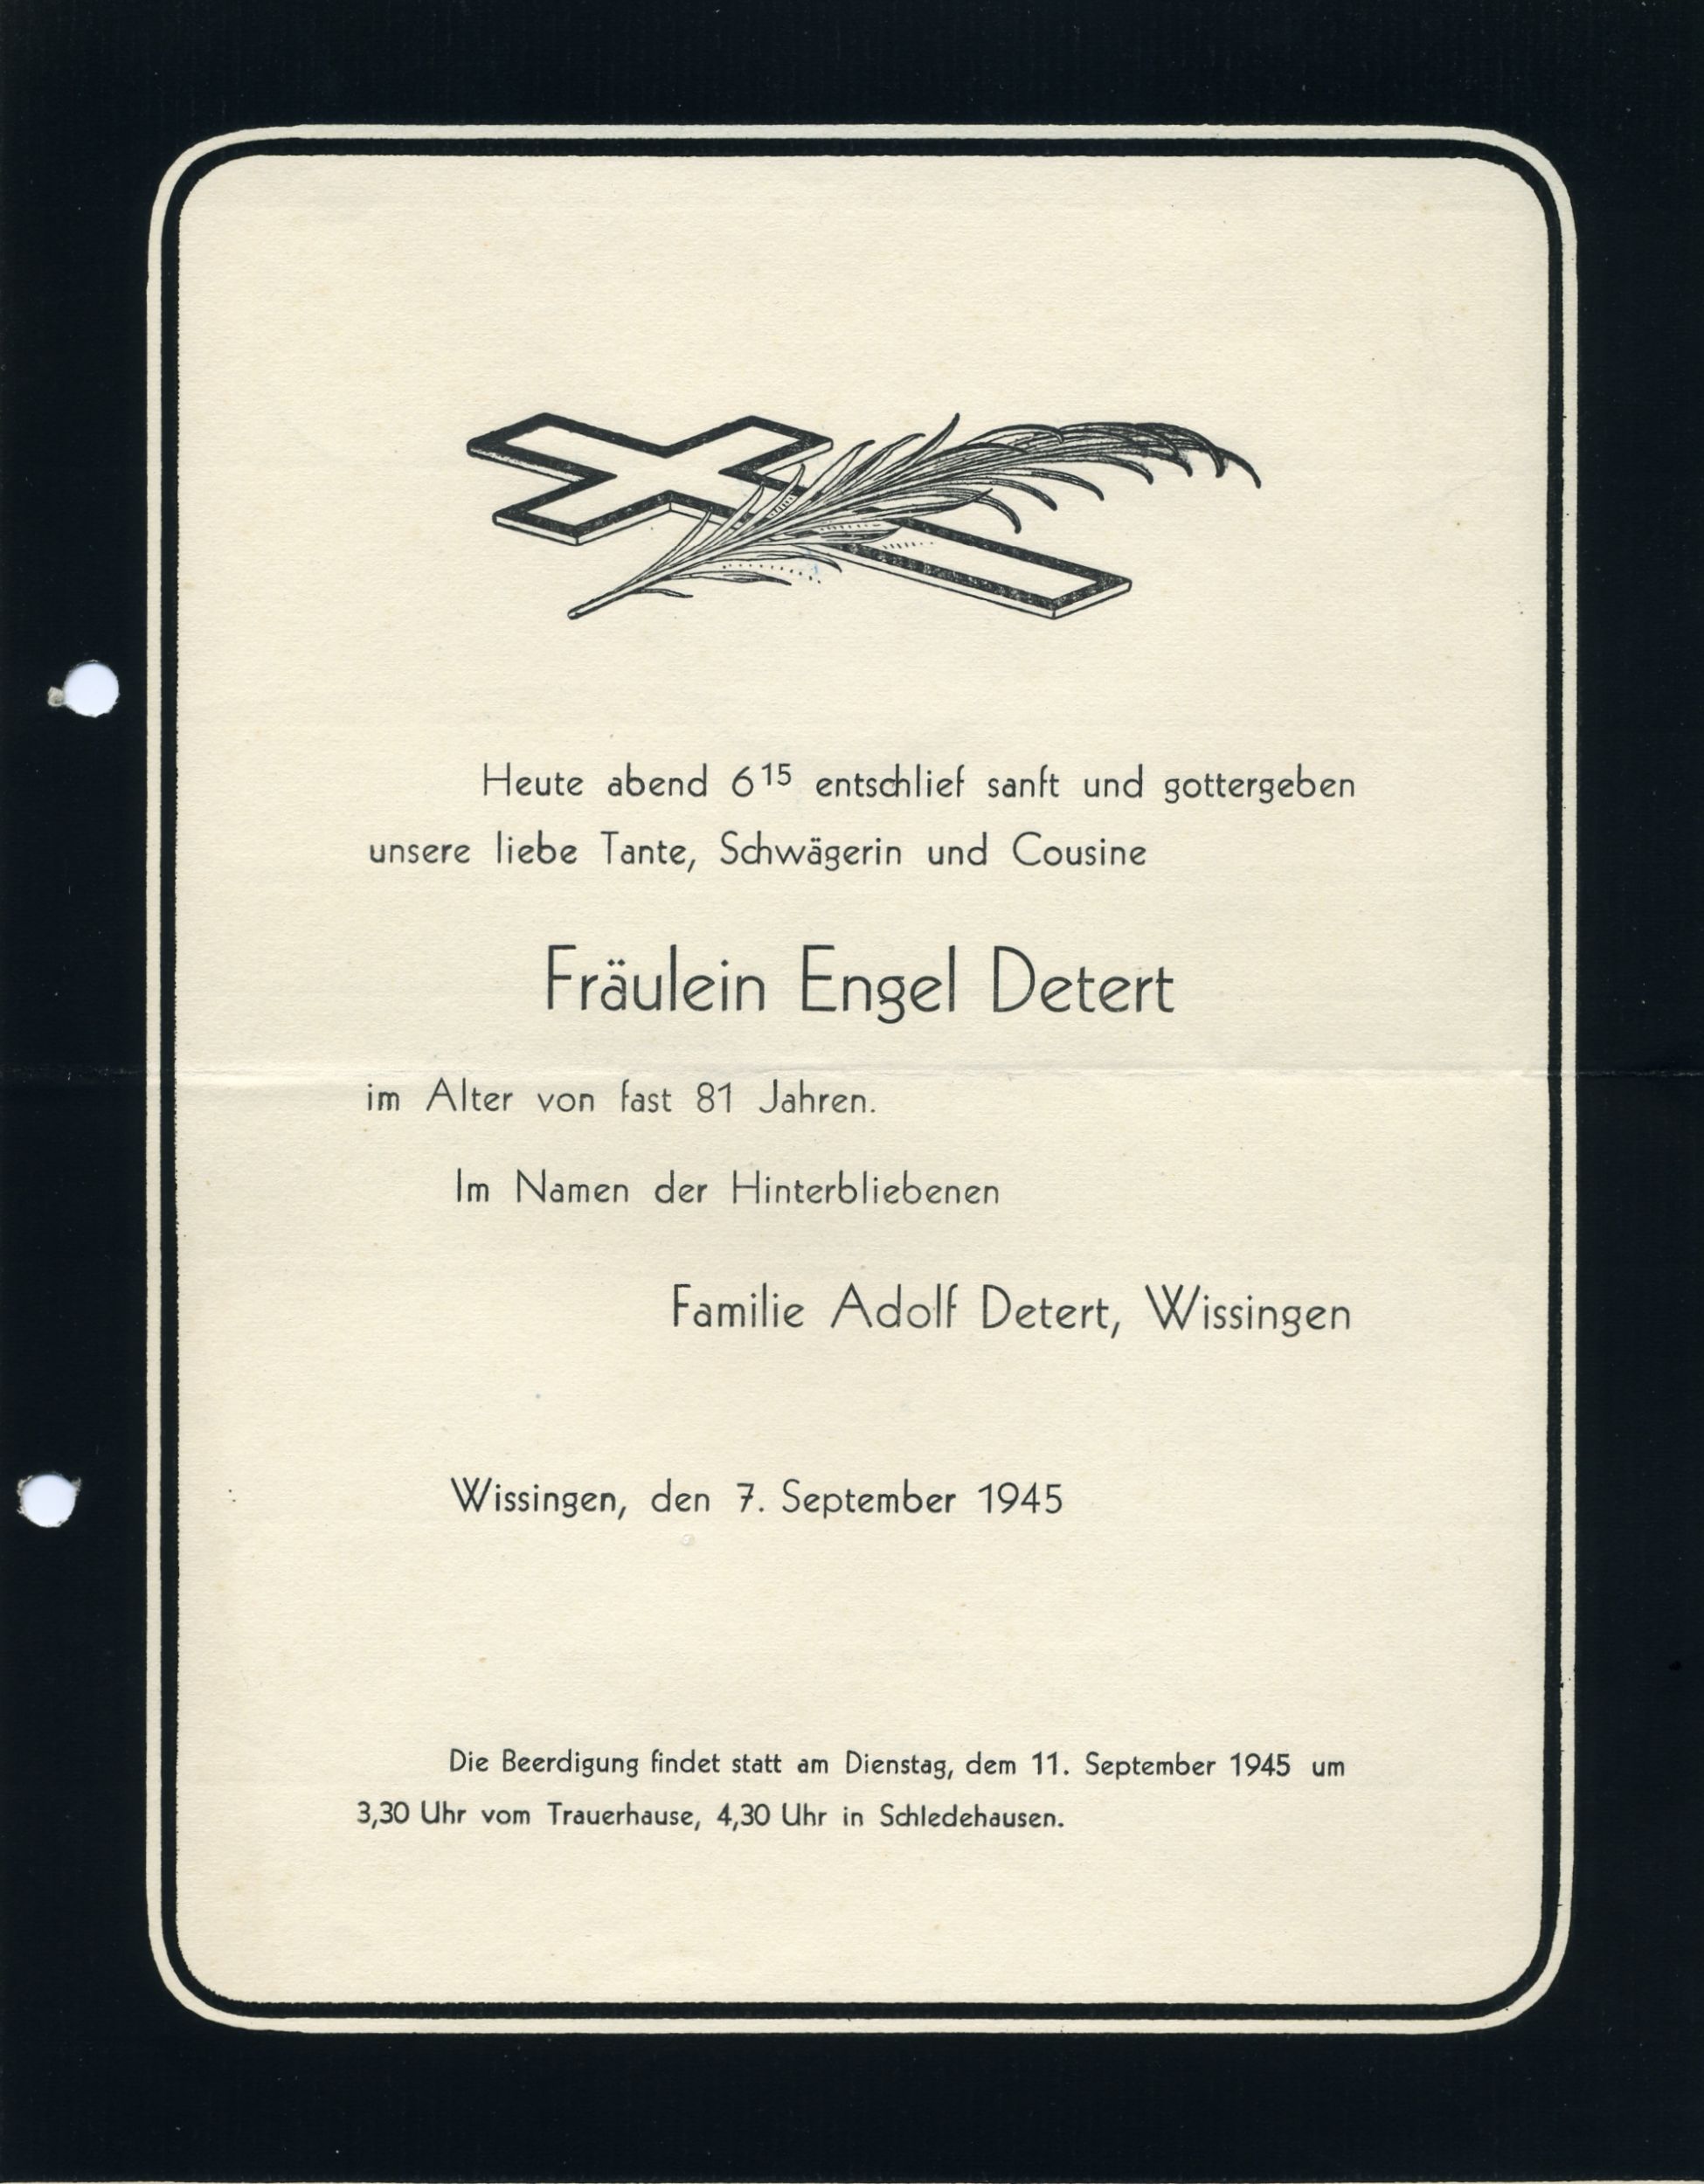 Heute abend 6¹⁵ entschlief sanft und gottergeben
unsere liebe Tante, Schwägerin und Cousine
Fräulein Engel Detert
im Alter von fast 81 Jahren.
Im Namen der Hinterbliebenen
Familie Adolf Detert, Wissingen
Wissingen, den 7. September 1945
Die Beerdigung findet statt am Dienstag, dem 11. September 1945 um
3,30 Uhr vom Trauerhause, 4,30 Uhr in Schledehausen.